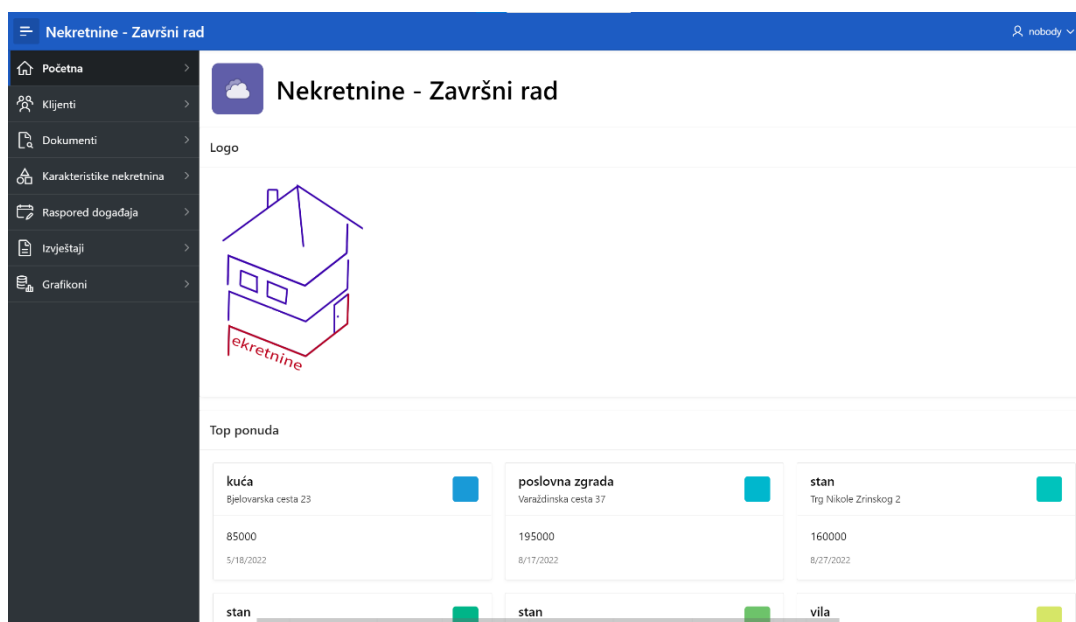 Nekretnine - Završni rad
nobody
Početna
Klijenti
Dokumenti
Karakteristike nekretnina
Raspored događaja
Izvještaji
Grafikoni
Nekretnine - Završni rad
Logo
ekretnine
Top ponuda
kuća
Bjelovarska cesta 23
85000
5/18/2022
poslovna zgrada
Varaždinska cesta 37
195000
8/17/2022
stan
Trg Nikole Zrinskog 2
160000
8/27/2022
stan
stan
vila